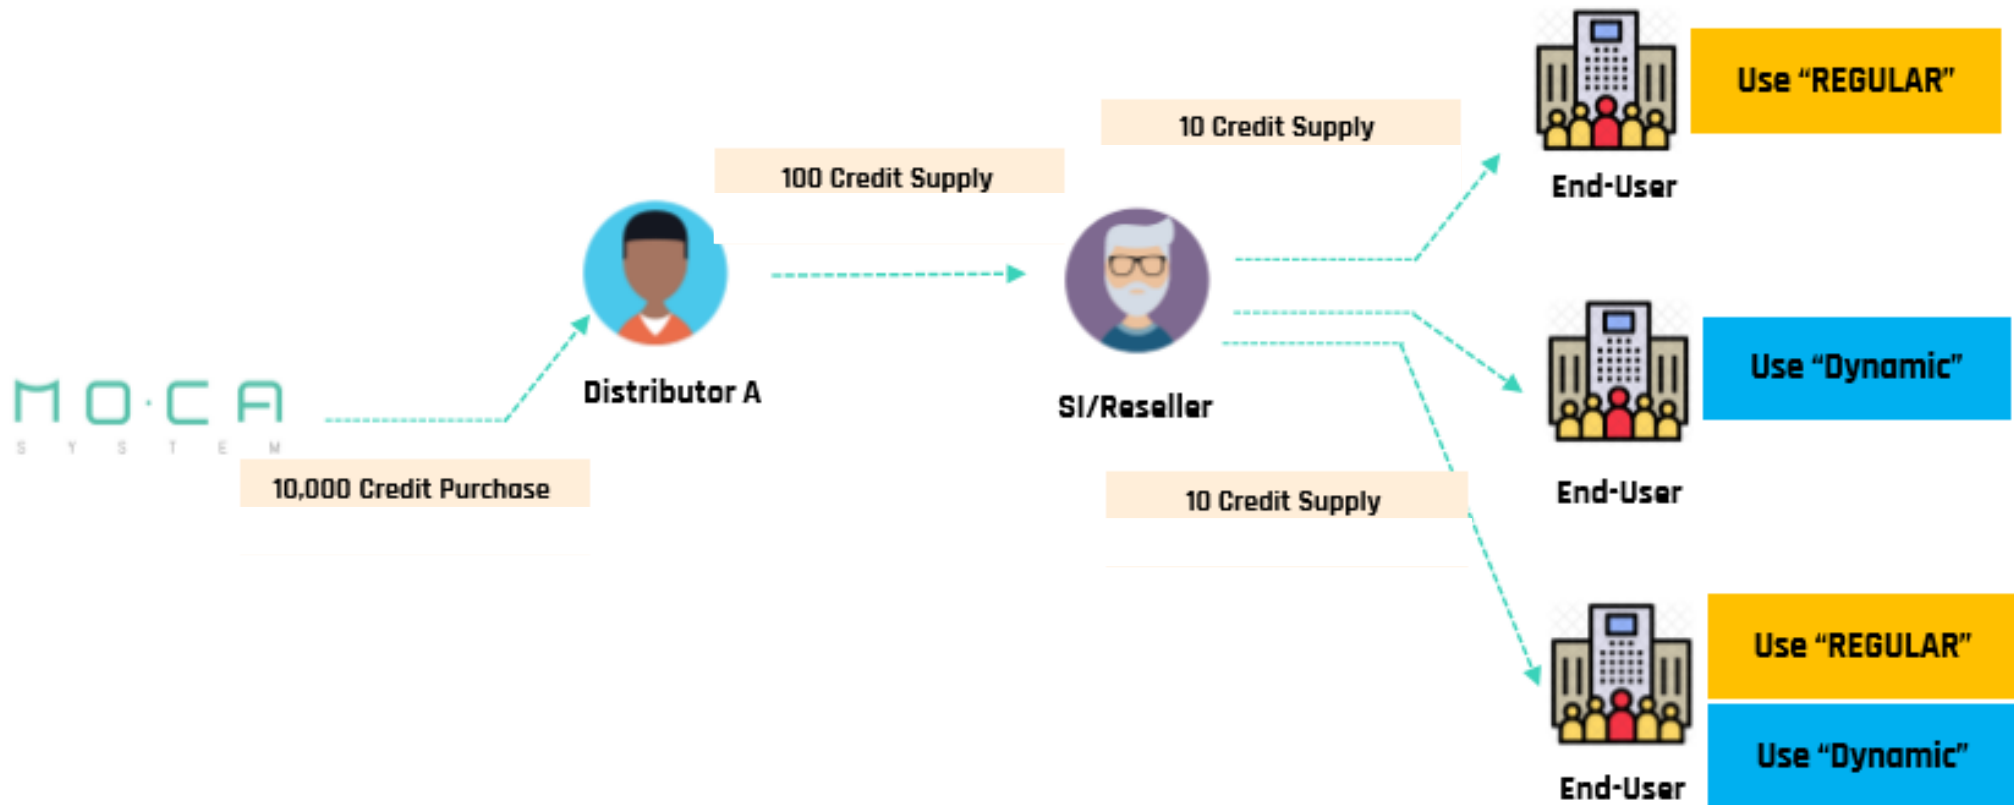 MO·CA
SYSTEM
10,000 Credit Purchase
Distributor A
100 Credit Supply
SI/Reseller
10 Credit Supply
10 Credit Supply
End-User
Use “REGULAR”
End-User
Use “Dynamic”
End-User
Use “REGULAR”
Use “Dynamic”